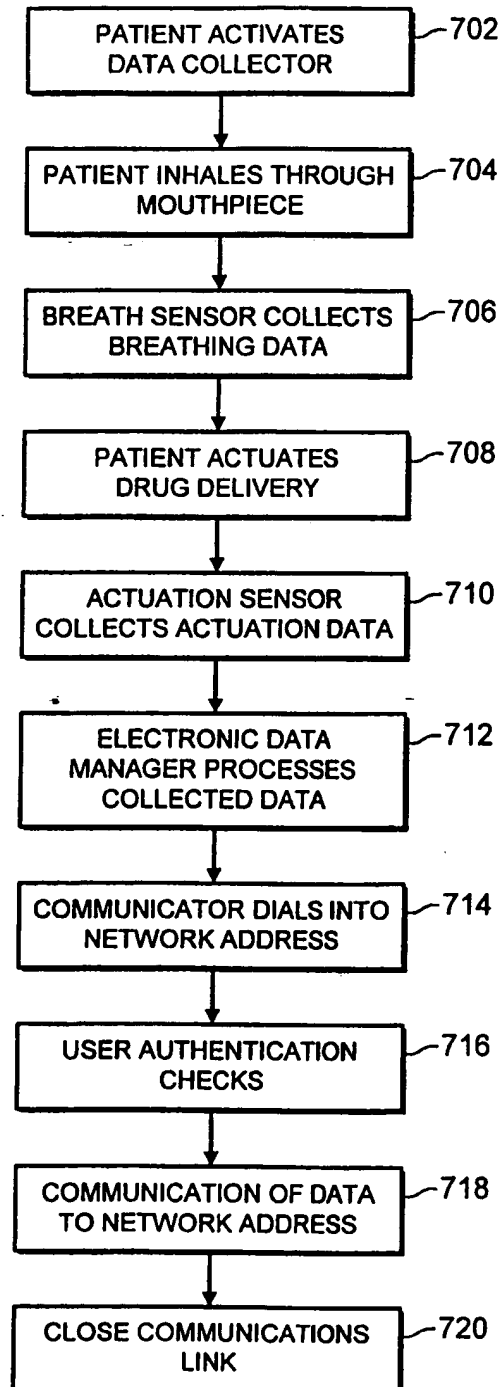 PATIENT ACTIVATES
DATA COLLECTOR
702
PATIENT INHALES THROUGH
MOUTHPIECE
704
BREATH SENSOR COLLECTS
BREATHING DATA
706
PATIENT ACTUATES
DRUG DELIVERY
708
ACTUATION SENSOR
COLLECTS ACTUATION DATA
710
ELECTRONIC DATA
MANAGER PROCESSES
COLLECTED DATA
712
COMMUNICATOR DIALS INTO
NETWORK ADDRESS
714
USER AUTHENTICATION
CHECKS
716
COMMUNICATION OF DATA
TO NETWORK ADDRESS
718
CLOSE COMMUNICATIONS
LINK
720